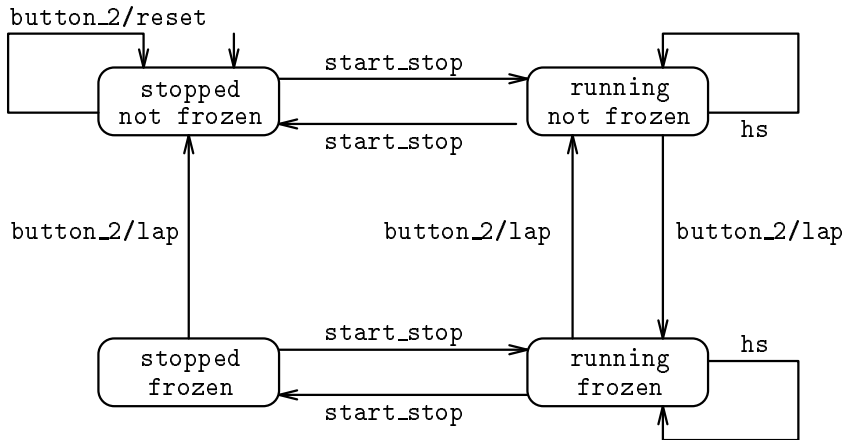 button_2/reset
start_stop
stopped
not frozen
running
not frozen
start_stop
hs
button_2/lap
button_2/lap
button_2/lap
start_stop
stopped
frozen
running
frozen
hs
start_stop